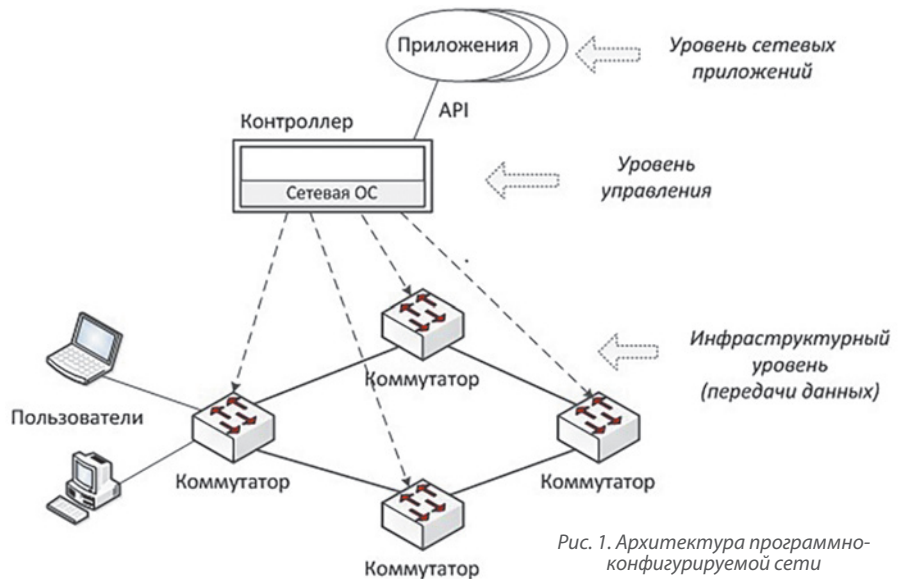 Приложения
Уровень сетевых
приложений
API
Контроллер
Сетевая ОС
Уровень
управления
Коммутатор
Инфраструктурный
уровень
(передачи данных)
Пользователи
Коммутатор
Коммутатор
Коммутатор
Рис. 1. Архитектура программно-
конфигурируемой сети